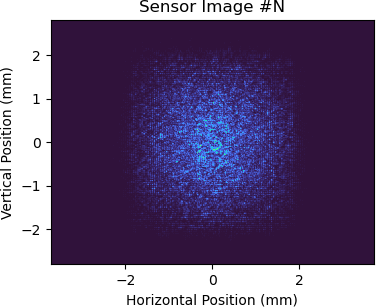 Sensor Image #N
Vertical Position (mm)
2
1
0
−1
−2
−2
0
2
Horizontal Position (mm)